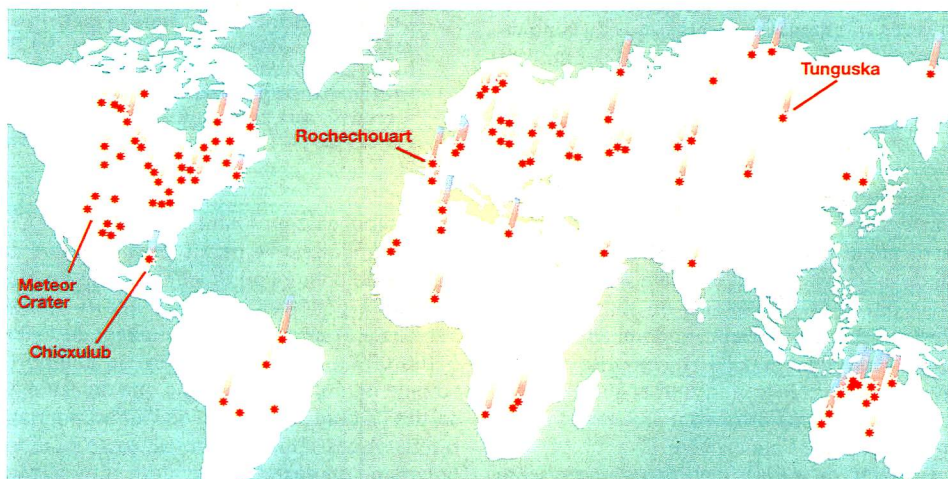 Tunguska
Rochechouart
Meteor
Crater
Chicxulub